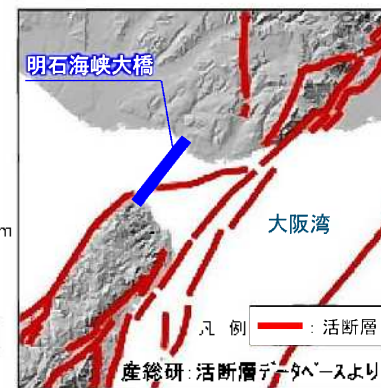 明石海峡大橋
m
大阪湾
凡 例 : 活断層
産総研:活断層データベースより